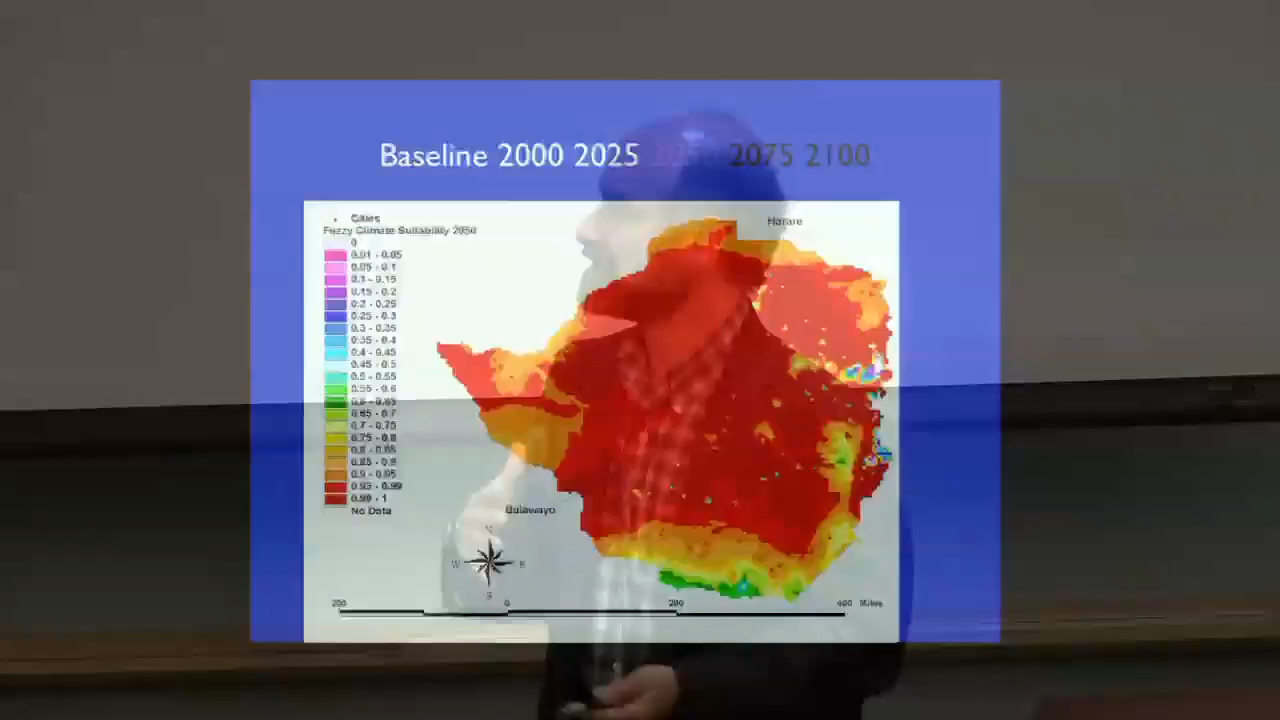 Baseline 2000 2025 2075 2100
Cities
Harare
Fuzzy Climate Suitability 2050
0
0.01 - 0.05
0.05 - 0.1
0.1 - 0.15
0.15 - 0.2
0.2 - 0.25
0.25 - 0.3
0.3 - 0.35
0.35 - 0.4
0.4 - 0.45
0.45 - 0.5
0.5 - 0.55
0.55 - 0.6
0.6 - 0.65
0.65 - 0.7
0.7 - 0.75
0.75 - 0.8
0.8 - 0.85
0.85 - 0.9
0.9 - 0.95
0.95 - 0.99
0.99 - 1
No Data
Bulawayo
N
W E
S
200 0 200 400 Miles